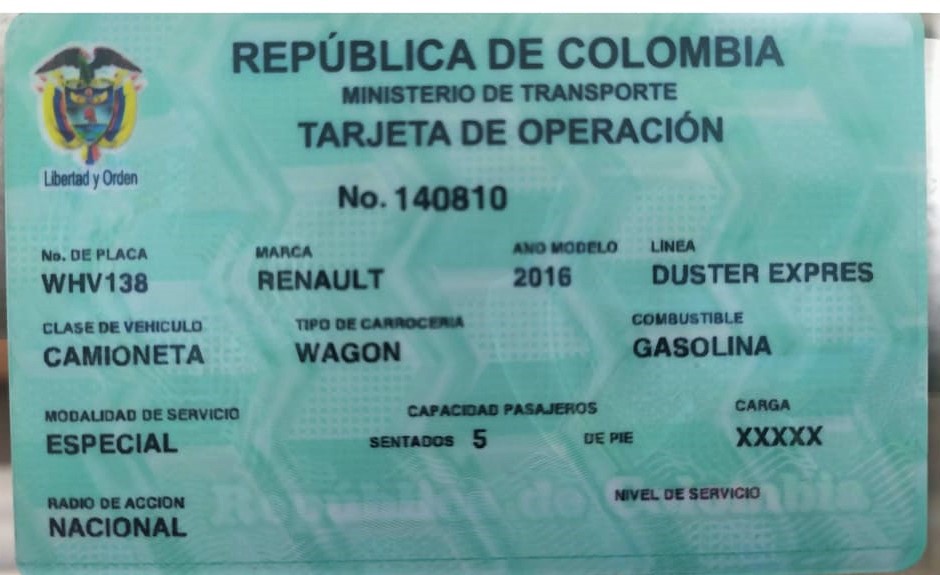 REPÚBLICA DE COLOMBIA
MINISTERIO DE TRANSPORTE
TARJETA DE OPERACIÓN
Libertad y Orden
No. 140810
No. DE PLACA MARCA ANO MODELO LÍNEA
WHV138 RENAULT 2016 DUSTER EXPRES
CLASE DE VEHICULO TIPO DE CARROCERIA COMBUSTIBLE
CAMIONETA WAGON GASOLINA
MODALIDAD DE SERVICIO CAPACIDAD PASAJEROS CARGA
ESPECIAL SENTADOS 5 DE PIE XXXXX
RADIO DE ACCION NIVEL DE SERVICIO
NACIONAL